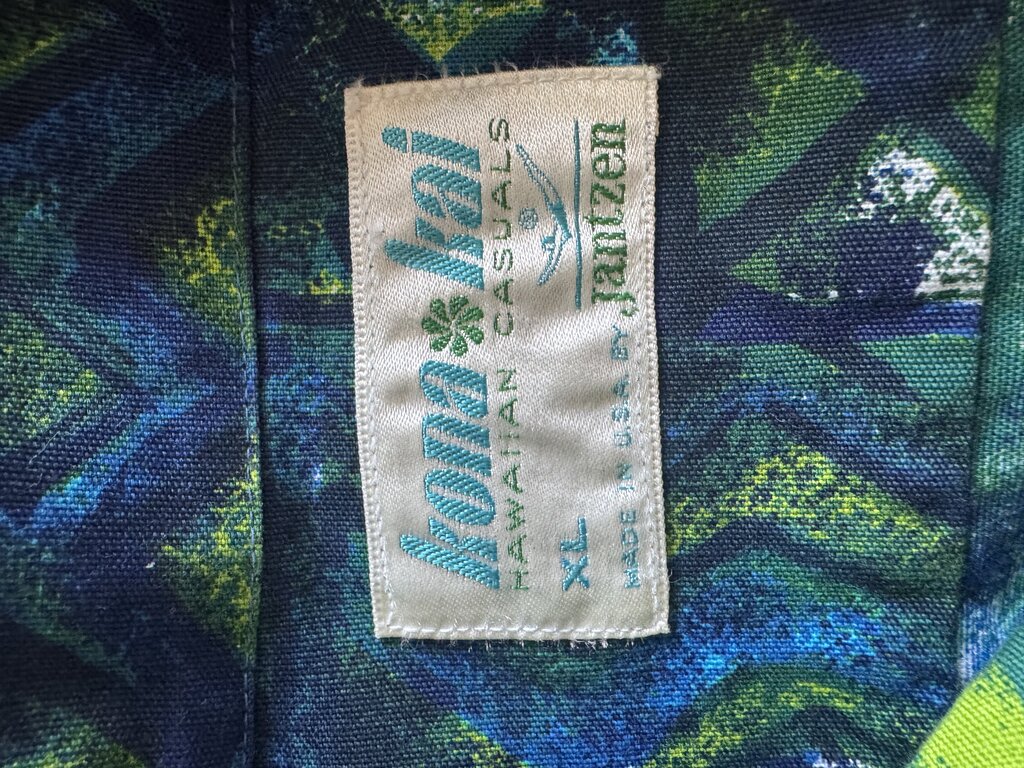 kona kai
HAWAIIAN CASUALS
XL
MADE IN U.S.A. BY Jantzen